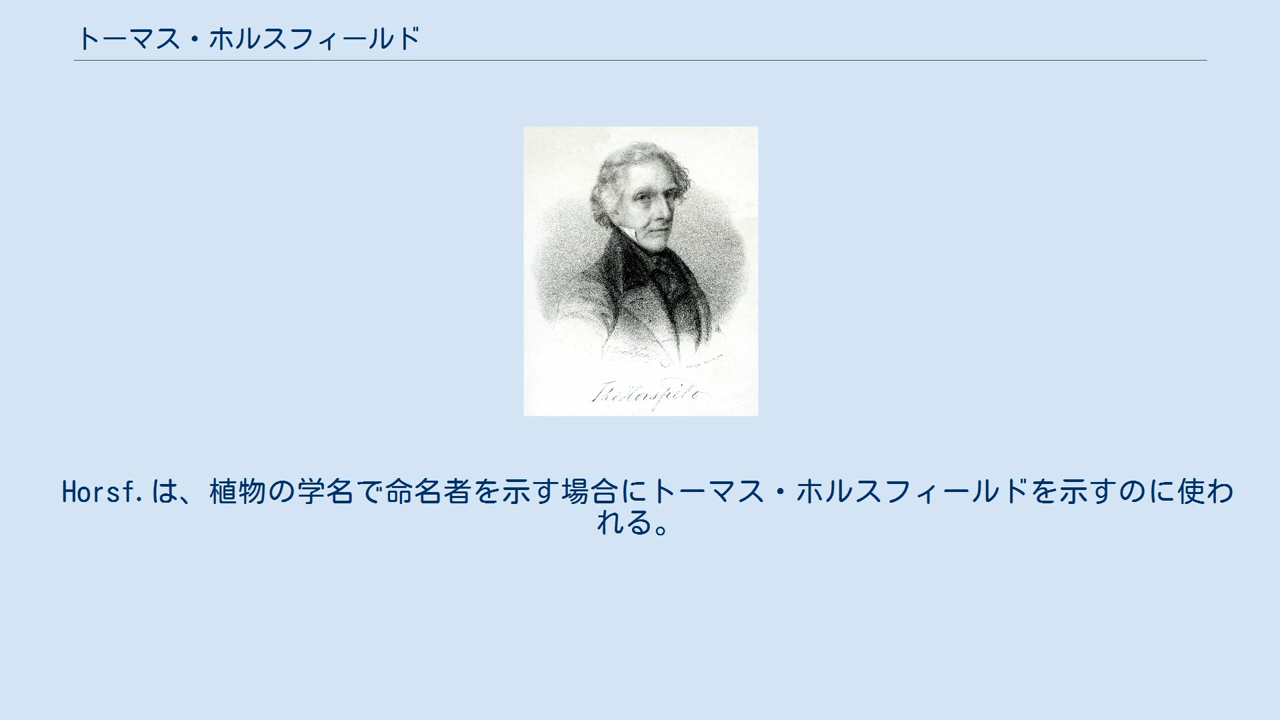 トーマス・ホルスフィールド
Thos Horsfield
Horsf.は、植物の学名で命名者を示す場合にトーマス・ホルスフィールドを示すのに使わ
れる。